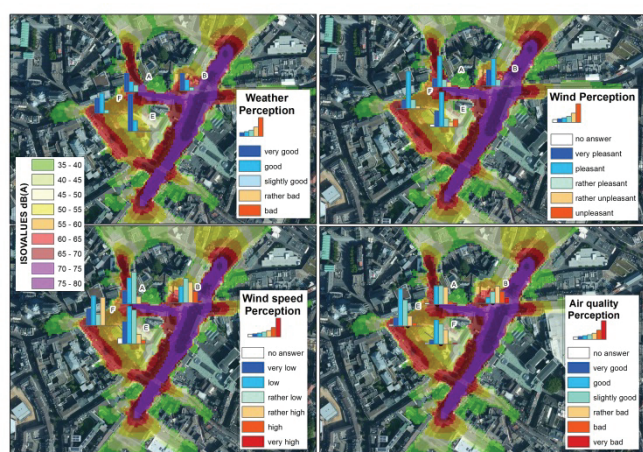 A
B
F
E
Weather
Perception
very good
good
slightly good
rather bad
bad
A
B
F
E
Wind Perception
no answer
very pleasant
pleasant
rather pleasant
rather unpleasant
unpleasant
ISOVALUES dB(A)
35 - 40
40 - 45
45 - 50
50 - 55
55 - 60
60 - 65
65 - 70
70 - 75
75 - 80
A
B
F
E
Wind speed
Perception
no answer
very low
low
rather low
rather high
high
very high
A
B
E
F
Air quality
Perception
no answer
very good
good
slightly good
rather bad
bad
very bad